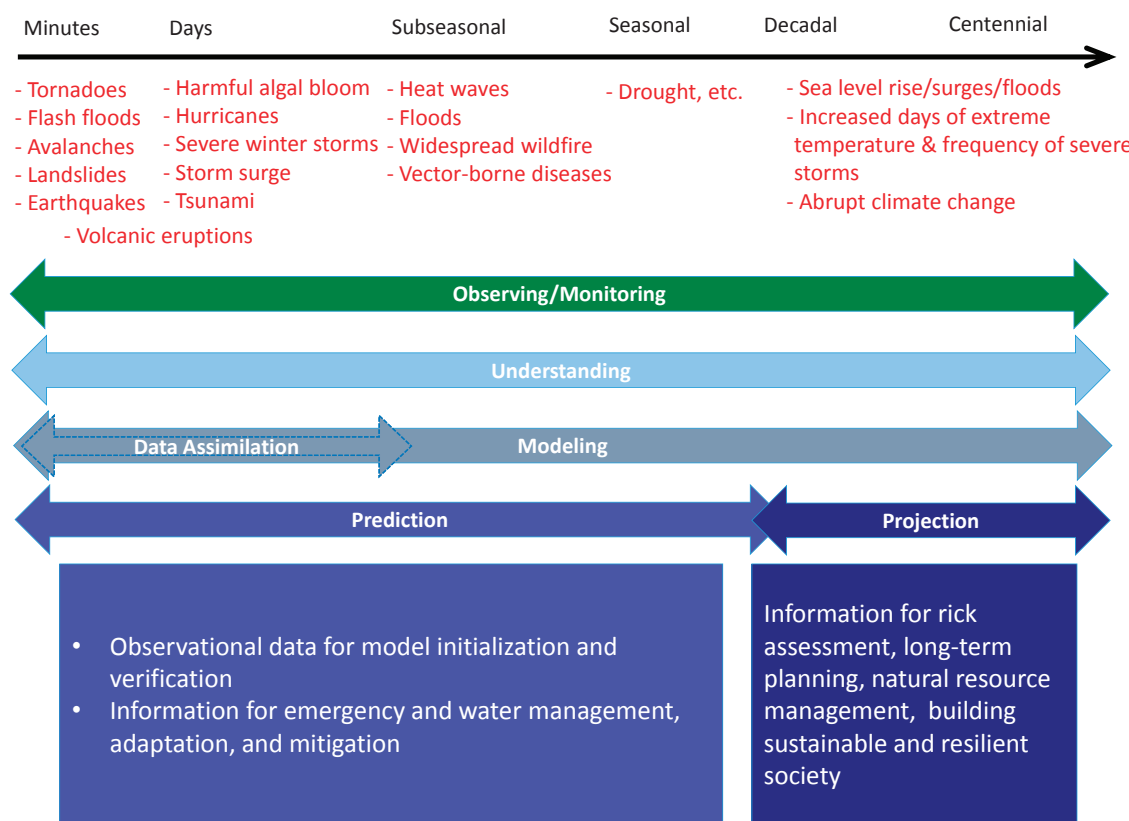 Minutes Days Subseasonal Seasonal Decadal Centennial
- Tornadoes
- Flash floods
- Avalanches
- Landslides
- Earthquakes
- Harmful algal bloom
- Hurricanes
- Severe winter storms
- Storm surge
- Tsunami
- Volcanic eruptions
- Heat waves
- Floods
- Widespread wildfire
- Vector-borne diseases
- Drought, etc.
- Sea level rise/surges/floods
- Increased days of extreme
temperature & frequency of severe
storms
- Abrupt climate change
Observing/Monitoring
Understanding
Data Assimilation Modeling
Prediction Projection
• Observational data for model initialization and
verification
• Information for emergency and water management,
adaptation, and mitigation
Information for rick
assessment, long-term
planning, natural resource
management, building
sustainable and resilient
society